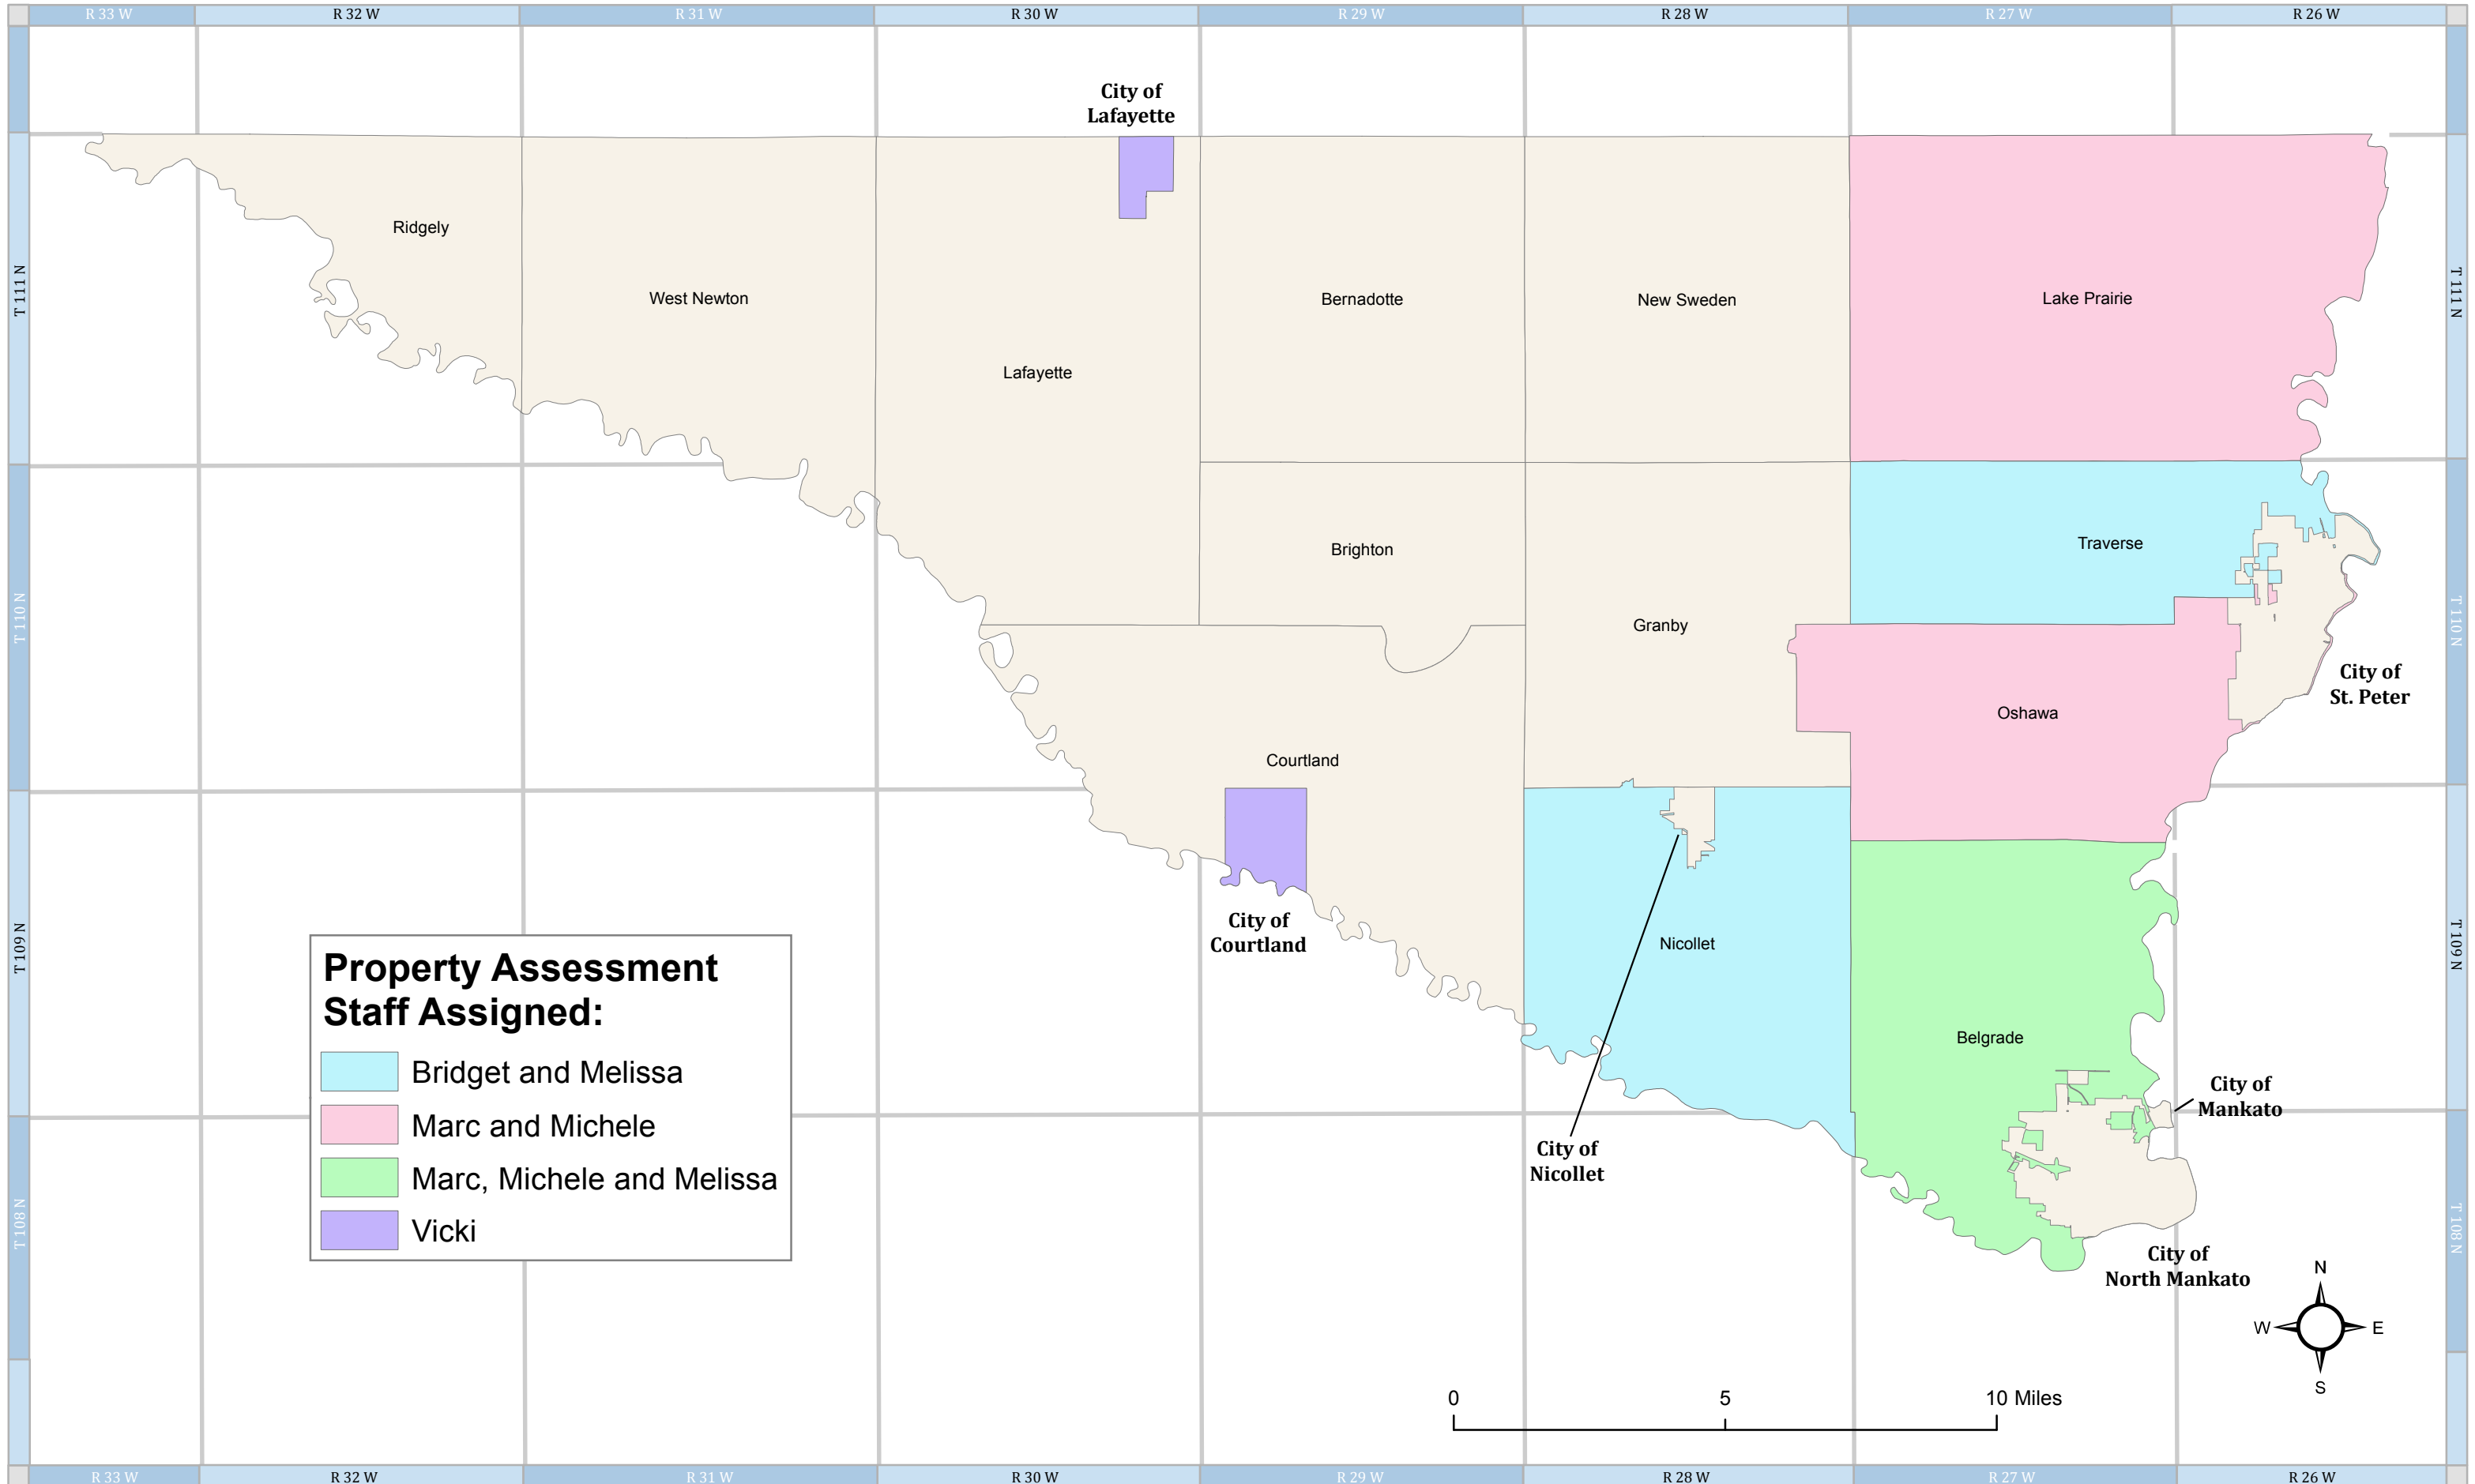 R 33 W
R 32 W
R 31 W
R 30 W
R 29 W
R 28 W
R 27 W
R 26 W
City of
Lafayette
Ridgely
T 111 N
West Newton
Bernadotte
New Sweden
Lake Prairie
T 111 N
Lafayette
Traverse
Brighton
T 110 N
Granby
T 110 N
City of
St. Peter
Oshawa
Courtland
City of
Courtland
Nicollet
T 109 N
T 109 N
Property Assessment
Staff Assigned:
Bridget and Melissa
Marc and Michele
Marc, Michele and Melissa
Vicki
Belgrade
City of
Mankato
City of
Nicollet
T 108 N
T 108 N
City of
North Mankato
N
W
E
S
0
5
10 Miles
R 33 W
R 32 W
R 31 W
R 30 W
R 29 W
R 28 W
R 27 W
R 26 W